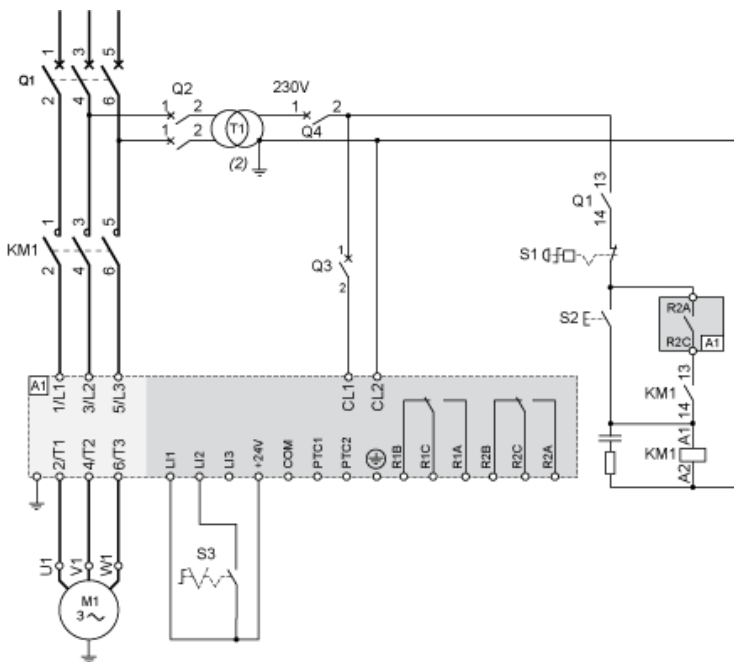 1 3 5
Q1
2 4 6
Q2
1 2
1 2
T1
(2)
230V
1 2
Q4
1 3 5
KM1
2 4 6
Q3
1
2
Q1
13
14
S1
S2
R2A
R2C
A1
13
KM1
14
A1
KM1
A2
A1
1/L1 3/L2 5/L3
CL1 CL2
2/T1 4/T2 6/T3
LI1 LI2 LI3 +24V COM PTC1 PTC2 R1B R1C R1A R2B R2C R2A
S3
U1 V1 W1
M1
3